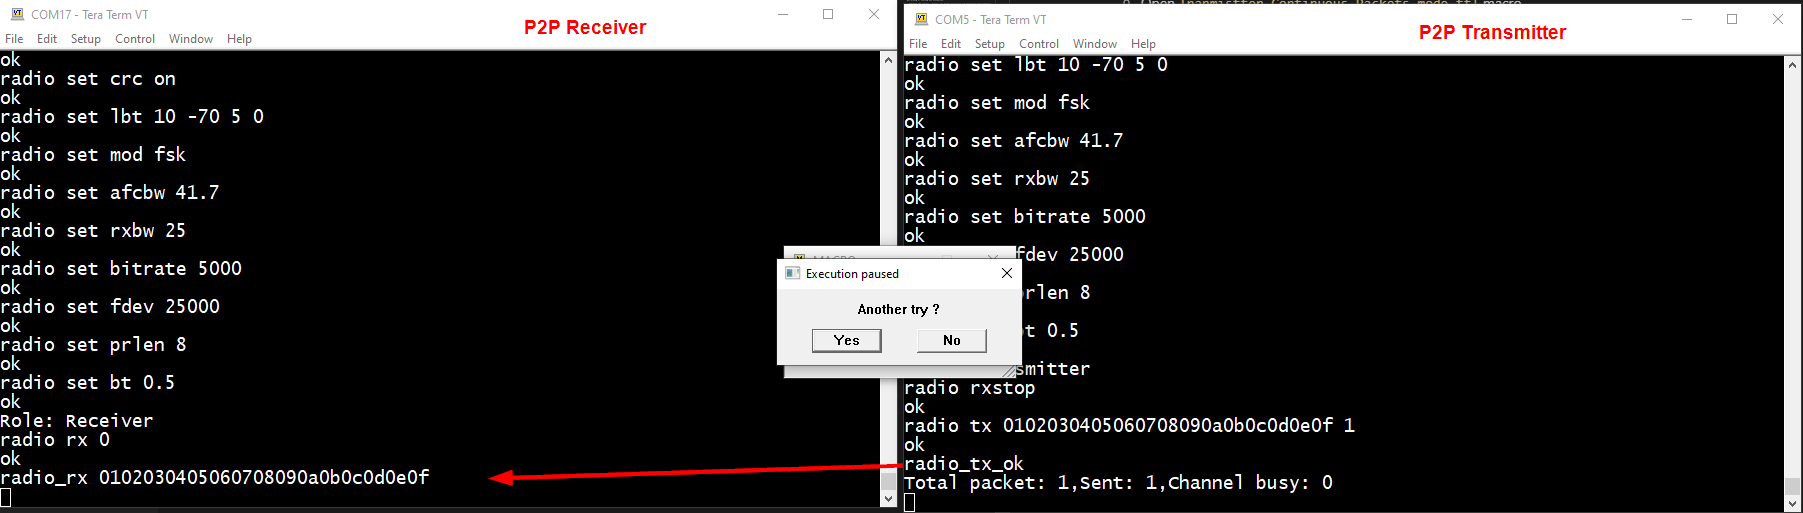 COM17 - Tera Term VT
P2P Receiver
File Edit Setup Control Window Help
ok
radio set crc on
ok
radio set lbt 10 -70 5 0
ok
radio set mod fsk
ok
radio set afcbw 41.7
ok
radio set rxbw 25
ok
radio set bitrate 5000
ok
radio set fdev 25000
ok
radio set prlen 8
ok
radio set bt 0.5
ok
Role: Receiver
radio rx 0
ok
radio_rx 0102030405060708090a0b0c0d0e0f
COM5 - Tera Term VT
P2P Transmitter
File Edit Setup Control Window Help
radio set lbt 10 -70 5 0
ok
radio set mod fsk
ok
radio set afcbw 41.7
ok
radio set rxbw 25
ok
radio set bitrate 5000
ok
fdev 25000
prlen 8
bt 0.5
smitter
radio rxstop
ok
radio tx 0102030405060708090a0b0c0d0e0f 1
ok
radio_tx_ok
Total packet: 1,Sent: 1,Channel busy: 0
Execution paused
Another try ?
Yes No